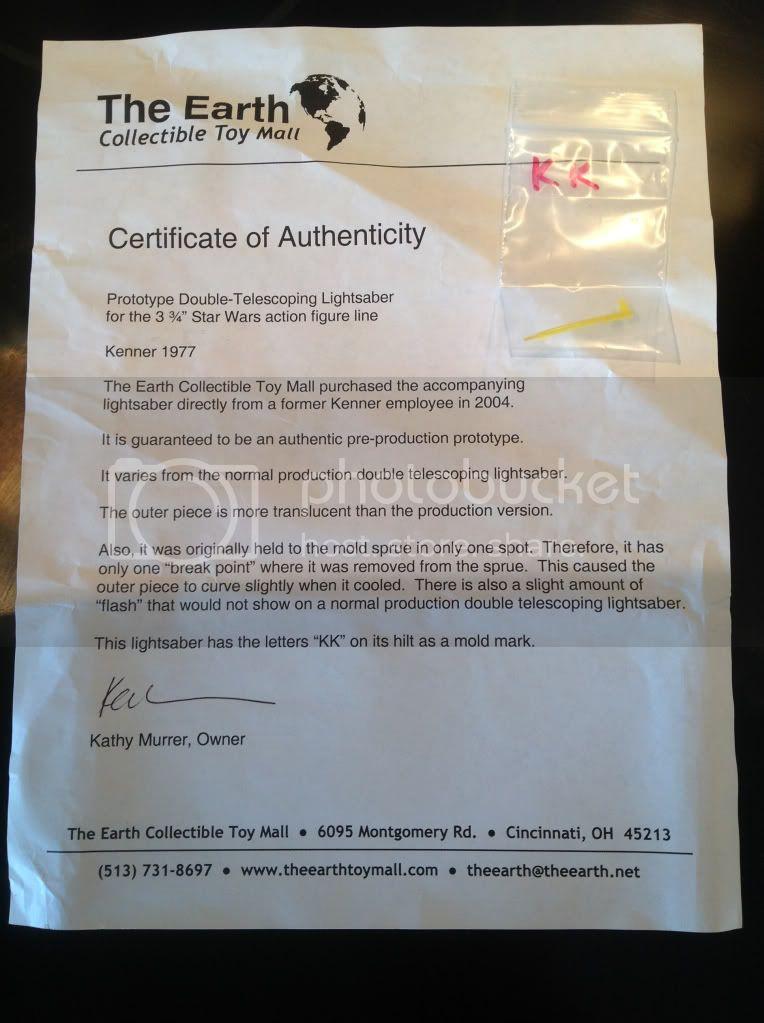 The Earth
Collectible Toy Mall
KK
Certificate of Authenticity
Prototype Double-Telescoping Lightsaber
for the 3 ¾” Star Wars action figure line
Kenner 1977
The Earth Collectible Toy Mall purchased the accompanying
lightsaber directly from a former Kenner employee in 2004.
It is guaranteed to be an authentic pre-production prototype.
It varies from the normal production double telescoping lightsaber.
The outer piece is more translucent than the production version.
Also, it was originally held to the mold sprue in only one spot. Therefore, it has
only one “break point” where it was removed from the sprue. This caused the
outer piece to curve slightly when it cooled. There is also a slight amount of
“flash” that would not show on a normal production double telescoping lightsaber.
This lightsaber has the letters “KK” on its hilt as a mold mark.
Kathy Murrer, Owner
The Earth Collectible Toy Mall • 6095 Montgomery Rd. • Cincinnati, OH 45213
(513) 731-8697 • www.theearthtoymall.com • theearth@theearth.net
photobucket
best. store. share.